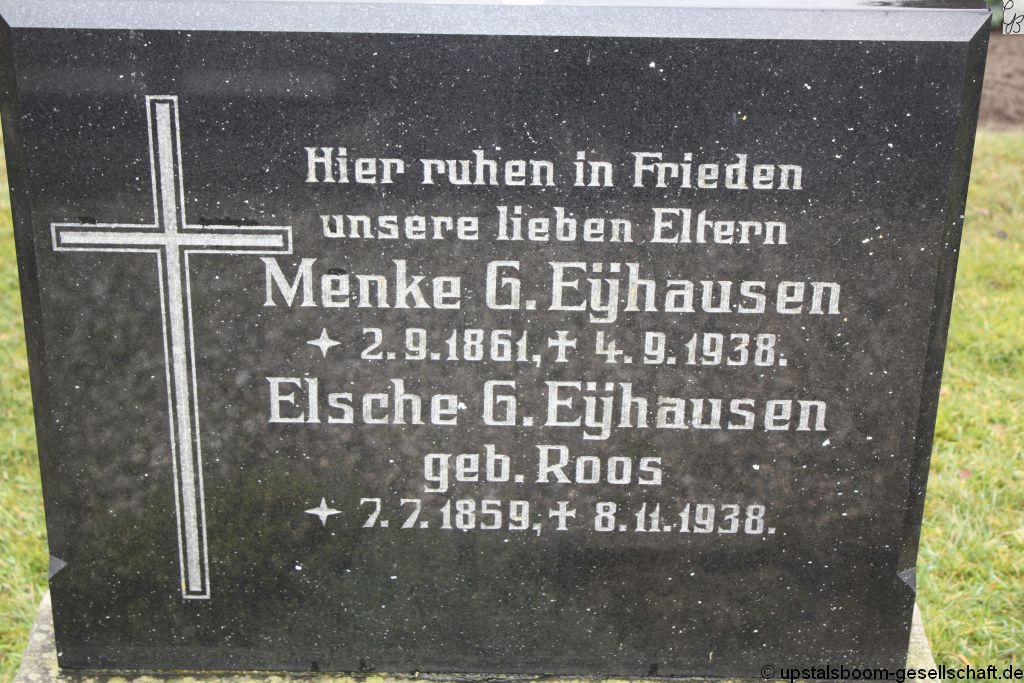 Hier ruhen in Frieden
unsere lieben Eltern
Menke G. Eÿhausen
✦ 2.9.1861, ✝ 4.9.1938.
Elsche G. Eÿhausen
geb. Roos
✦ 7.7.1859, ✝ 8.11.1938.
© upstalsboom-gesellschaft.de